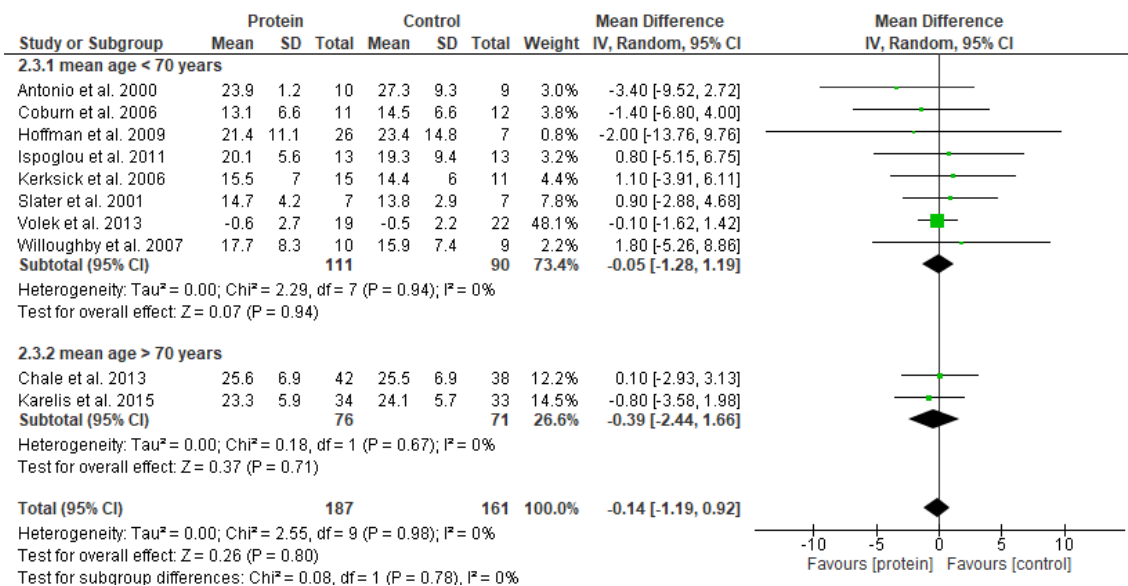 Protein Control Mean Difference Mean Difference
Study or Subgroup Mean SD Total Mean SD Total Weight IV, Random, 95% CI IV, Random, 95% CI
2.3.1 mean age < 70 years
Antonio et al. 2000 23.9 1.2 10 27.3 9.3 9 3.0% -3.40 [-9.52, 2.72]
Coburn et al. 2006 13.1 6.6 11 14.5 6.6 12 3.8% -1.40 [-6.80, 4.00]
Hoffman et al. 2009 21.4 11.1 26 23.4 14.8 7 0.8% -2.00 [-13.76, 9.76]
Ispoglou et al. 2011 20.1 5.6 13 19.3 9.4 13 3.2% 0.80 [-5.15, 6.75]
Kerksick et al. 2006 15.5 7 15 14.4 6 11 4.4% 1.10 [-3.91, 6.11]
Slater et al. 2001 14.7 4.2 7 13.8 2.9 7 7.8% 0.90 [-2.88, 4.68]
Volek et al. 2013 -0.6 2.7 19 -0.5 2.2 22 48.1% -0.10 [-1.62, 1.42]
Willoughby et al. 2007 17.7 8.3 10 15.9 7.4 9 2.2% 1.80 [-5.26, 8.86]
Subtotal (95% CI) 111 90 73.4% -0.05 [-1.28, 1.19]
Heterogeneity: Tau² = 0.00; Chi² = 2.29, df = 7 (P = 0.94); I² = 0%
Test for overall effect: Z = 0.07 (P = 0.94)
2.3.2 mean age > 70 years
Chale et al. 2013 25.6 6.9 42 25.5 6.9 38 12.2% 0.10 [-2.93, 3.13]
Karelis et al. 2015 23.3 5.9 34 24.1 5.7 33 14.5% -0.80 [-3.58, 1.98]
Subtotal (95% CI) 76 71 26.6% -0.39 [-2.44, 1.66]
Heterogeneity: Tau² = 0.00; Chi² = 0.18, df = 1 (P = 0.67); I² = 0%
Test for overall effect: Z = 0.37 (P = 0.71)
Total (95% CI) 187 161 100.0% -0.14 [-1.19, 0.92]
Heterogeneity: Tau² = 0.00; Chi² = 2.55, df = 9 (P = 0.98); I² = 0%
Test for overall effect: Z = 0.26 (P = 0.80)
Test for subgroup differences: Chi² = 0.08, df = 1 (P = 0.78), I² = 0%
-10 -5 0 5 10
Favours [protein] Favours [control]